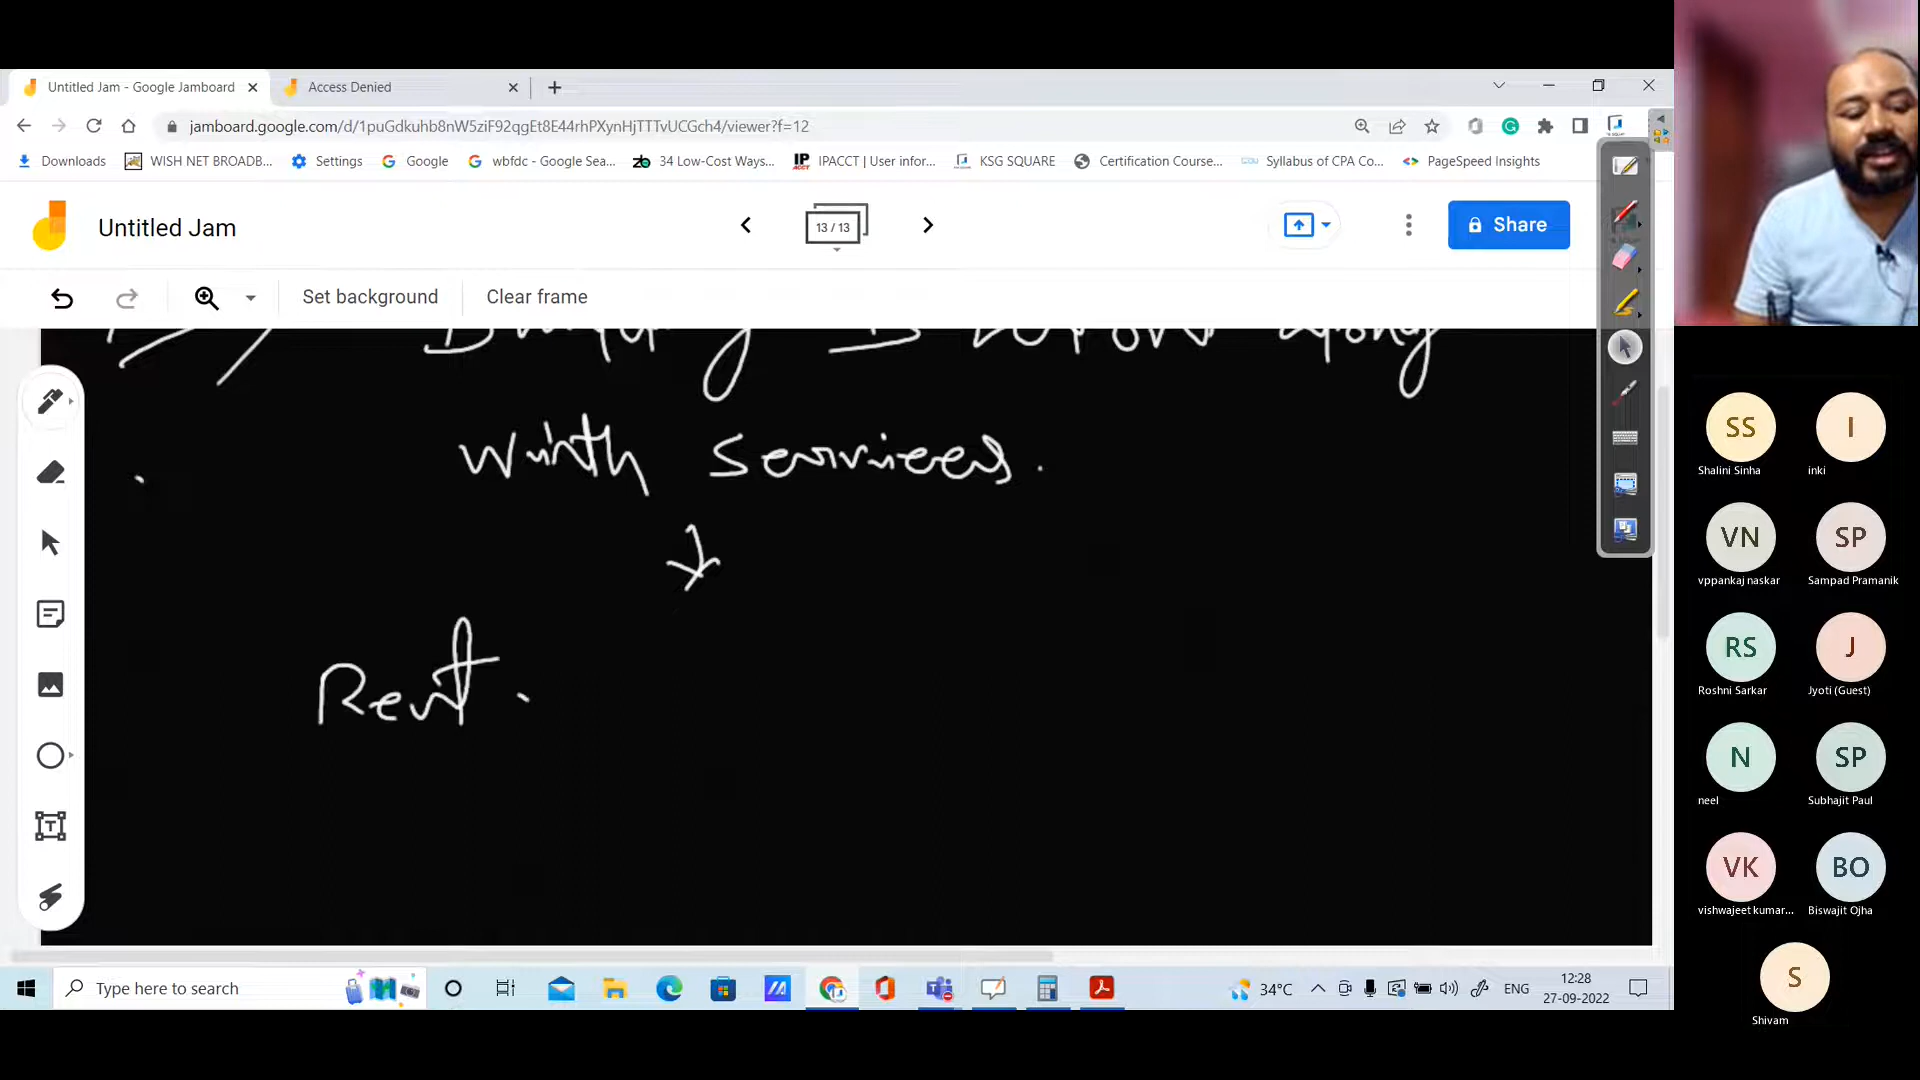 Untitled Jam - Google Jamboard
Access Denied
jamboard.google.com/d/1puGdkuhb8nW5ziF92qgEt8E44rhPXynHjTTTvUCGch4/viewer?f=12
Downloads WISH NET BROADB... Settings Google wbfdc - Google Sea... 34 Low-Cost Ways... IPACCT | User infor... KSG SQUARE Certification Course... Syllabus of CPA Co... PageSpeed Insights
Untitled Jam
13 / 13
Share
Set background Clear frame
along
with services.
Rent.
SS I
Shalini Sinha inki
VN SP
vppankaj naskar Sampad Pramanik
RS J
Roshni Sarkar Jyoti (Guest)
N SP
neel Subhajit Paul
VK BO
vishwajeet kumar... Biswajit Ojha
S
Shivam
Type here to search
34°C
ENG
12:28
27-09-2022